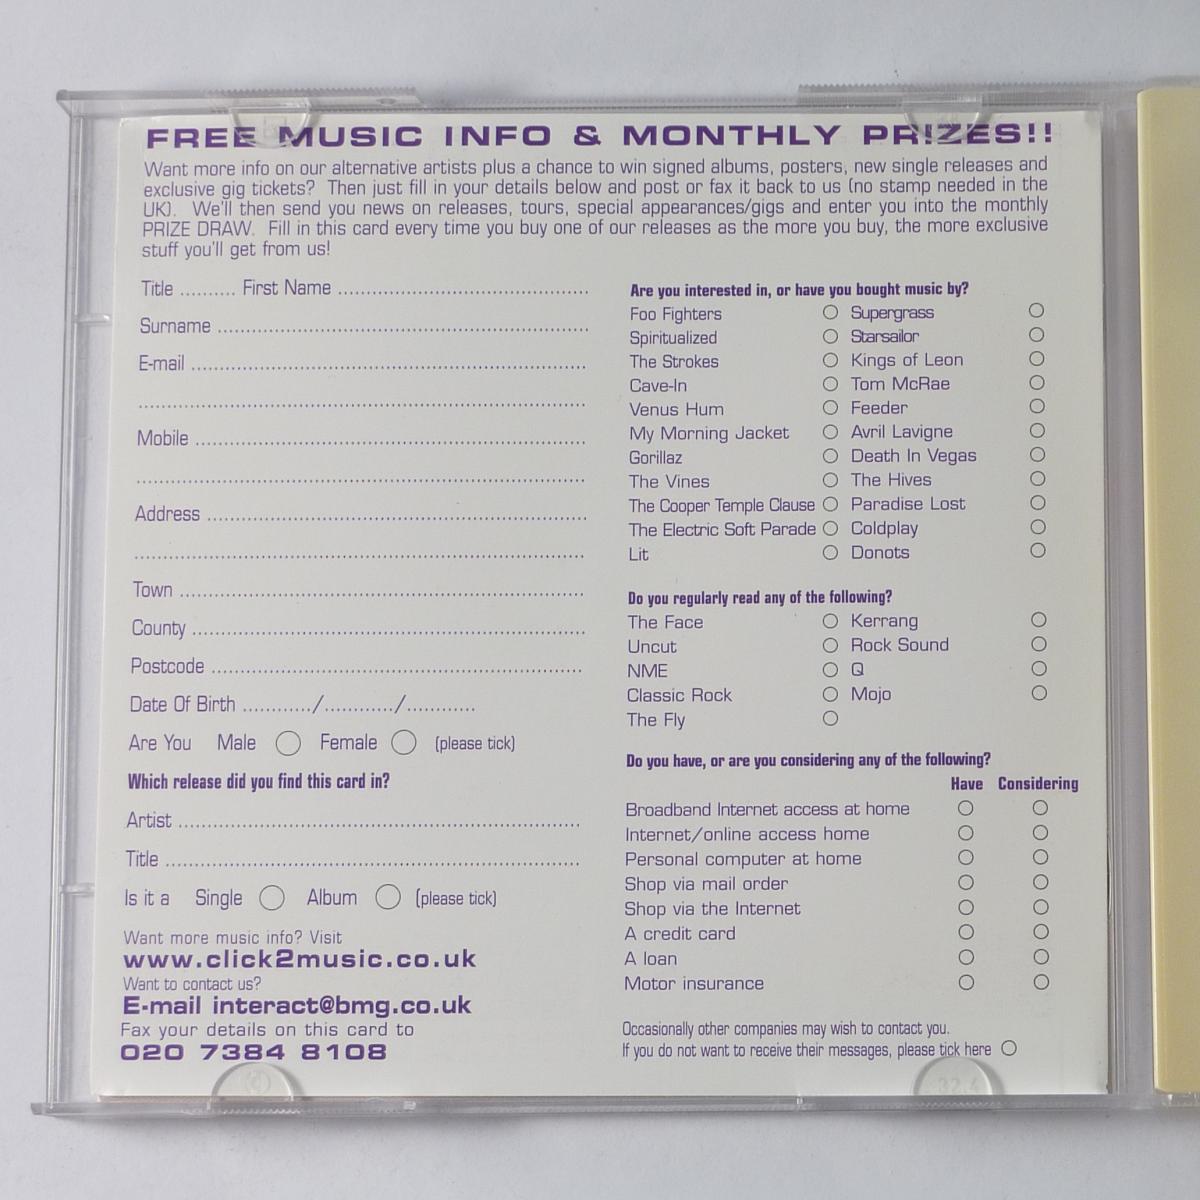 FREE MUSIC INFO & MONTHLY PRIZES!!
Want more info on our alternative artists plus a chance to win signed albums, posters, new single releases and
exclusive gig tickets? Then just fill in your details below and post or fax it back to us (no stamp needed in the
UK). We'll then send you news on releases, tours, special appearances/gigs and enter you into the monthly
PRIZE DRAW. Fill in this card every time you buy one of our releases as the more you buy, the more exclusive
stuff you'll get from us!
Title .......... First Name ..............................................
Surname ....................................................................
E-mail ........................................................................
..................................................................................
Mobile .......................................................................
..................................................................................
Address .....................................................................
..................................................................................
Town ..........................................................................
County .......................................................................
Postcode ...................................................................
Date Of Birth ............/............/............
Are You Male Female (please tick)
Which release did you find this card in?
Artist .........................................................................
Title ...........................................................................
Is it a Single Album (please tick)
Want more music info? Visit
www.click2music.co.uk
Want to contact us?
E-mail interact@bmg.co.uk
Fax your details on this card to
020 7384 8108
Are you interested in, or have you bought music by?
Foo Fighters Supergrass
Spiritualized Starsailor
The Strokes Kings of Leon
Cave-In Tom McRae
Venus Hum Feeder
My Morning Jacket Avril Lavigne
Gorillaz Death In Vegas
The Vines The Hives
The Cooper Temple Clause Paradise Lost
The Electric Soft Parade Coldplay
Lit Donots
Do you regularly read any of the following?
The Face Kerrang
Uncut Rock Sound
NME Q
Classic Rock Mojo
The Fly
Do you have, or are you considering any of the following?
Have Considering
Broadband Internet access at home
Internet/online access home
Personal computer at home
Shop via mail order
Shop via the Internet
A credit card
A loan
Motor insurance
Occasionally other companies may wish to contact you.
If you do not want to receive their messages, please tick here